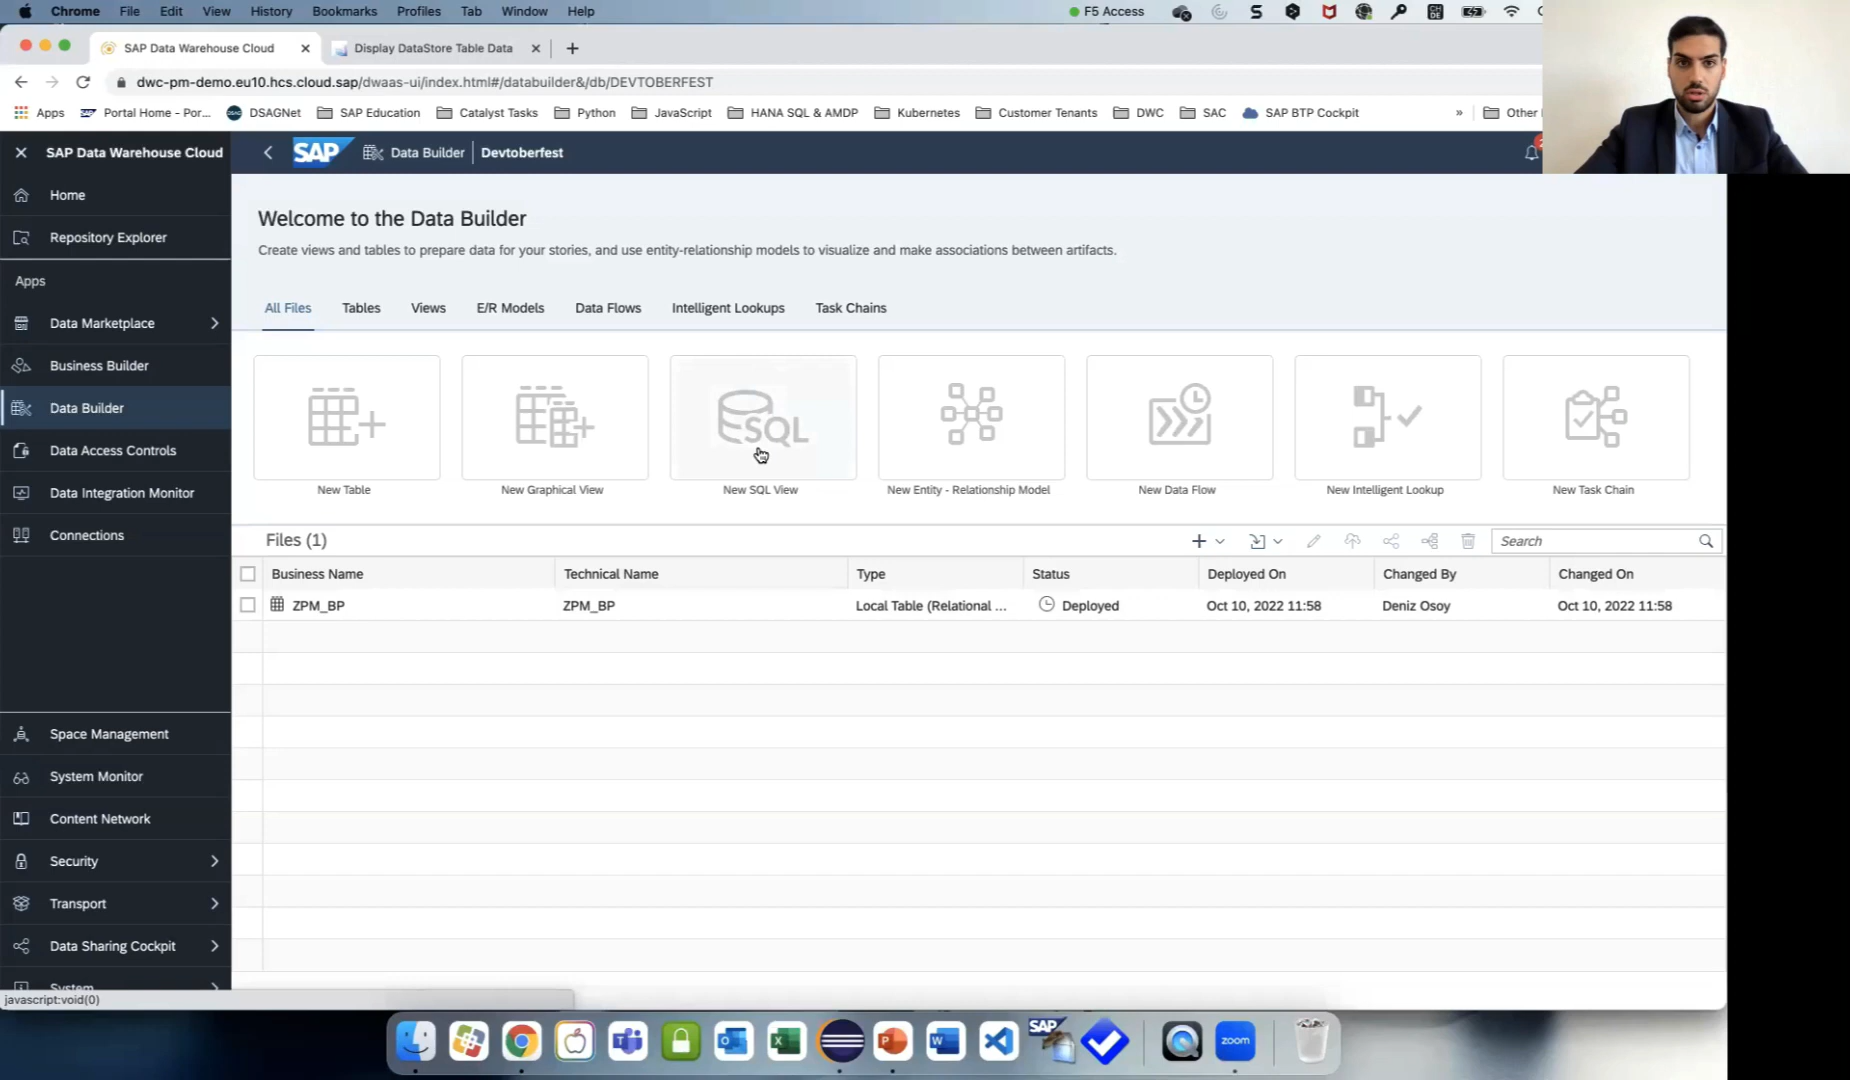 Chrome File Edit View History Bookmarks Profiles Tab Window Help F5 Access
SAP Data Warehouse Cloud Display DataStore Table Data
dwc-pm-demo.eu10.hcs.cloud.sap/dwaas-ui/index.html#/databuilder&/db/DEVTOBERFEST
Apps Portal Home - Por... DSAGNet SAP Education Catalyst Tasks Python JavaScript HANA SQL & AMDP Kubernetes Customer Tenants DWC SAC SAP BTP Cockpit » Other
SAP Data Warehouse Cloud SAP Data Builder Devtoberfest
Home
Repository Explorer
Apps
Data Marketplace
Business Builder
Data Builder
Data Access Controls
Data Integration Monitor
Connections
Space Management
System Monitor
Content Network
Security
Transport
Data Sharing Cockpit
System
javascript:void(0)
Welcome to the Data Builder
Create views and tables to prepare data for your stories, and use entity-relationship models to visualize and make associations between artifacts.
All Files Tables Views E/R Models Data Flows Intelligent Lookups Task Chains
SQL
New Table New Graphical View New SQL View New Entity - Relationship Model New Data Flow New Intelligent Lookup New Task Chain
Files (1) Search
Business Name Technical Name Type Status Deployed On Changed By Changed On
ZPM_BP ZPM_BP Local Table (Relational ... Deployed Oct 10, 2022 11:58 Deniz Osoy Oct 10, 2022 11:58
SAP
zoom